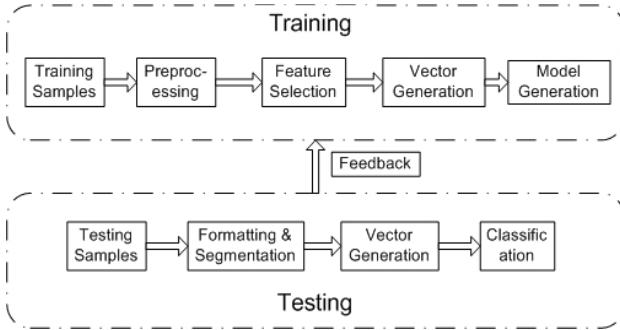 Training
Training
Samples
Preproc-
essing
Feature
Selection
Vector
Generation
Model
Generation
Feedback
Testing
Samples
Formatting &
Segmentation
Vector
Generation
Classific
ation
Testing